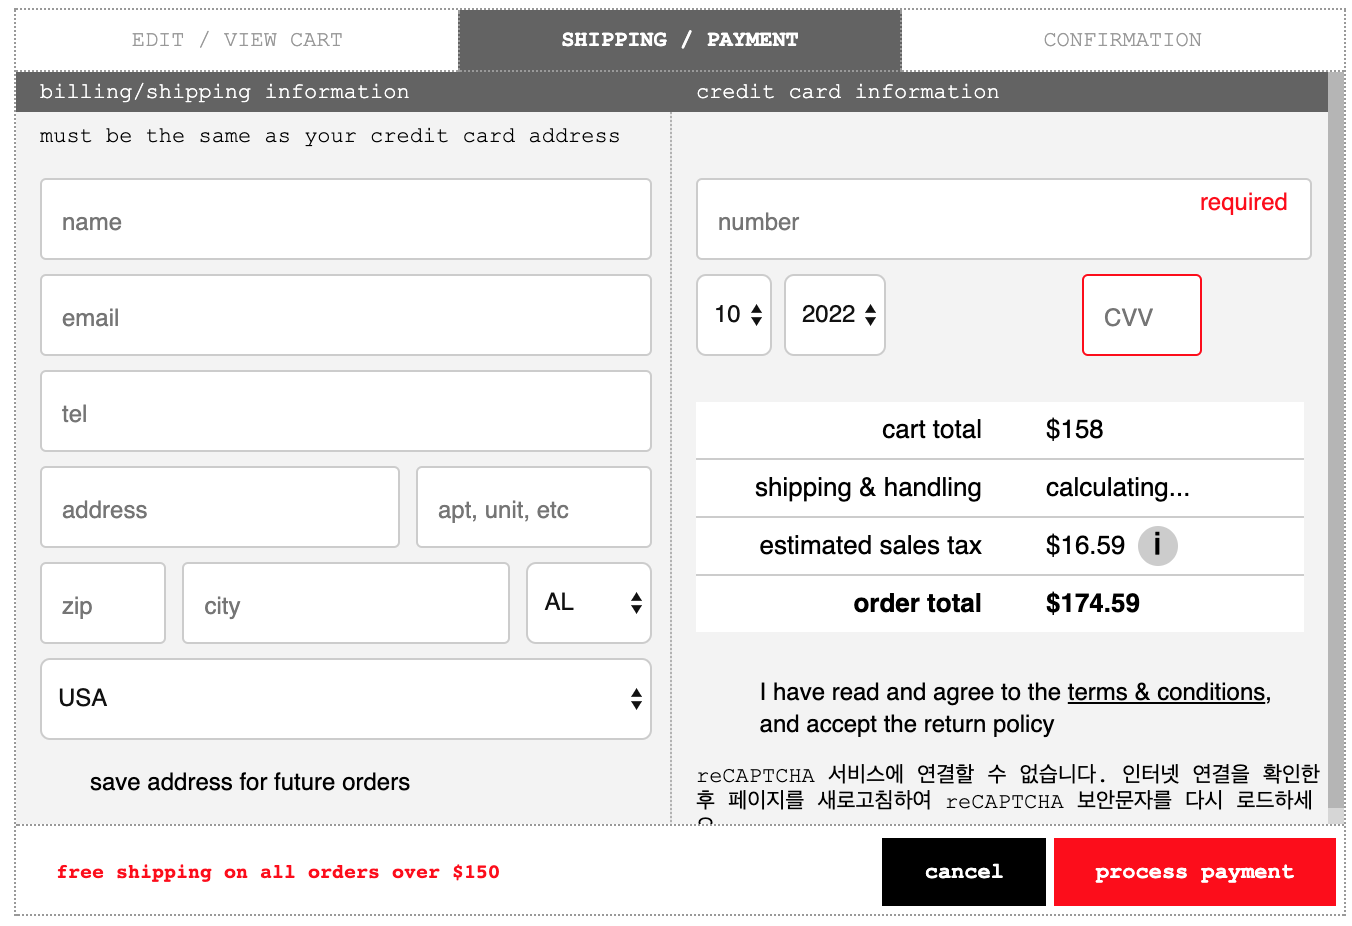 EDIT / VIEW CART
SHIPPING / PAYMENT
CONFIRMATION
billing/shipping information
must be the same as your credit card address
name
email
tel
address
apt, unit, etc
zip
city
AL
USA
save address for future orders
credit card information
number
required
10
2022
CVV
cart total $158
shipping & handling calculating...
estimated sales tax $16.59 i
order total $174.59
I have read and agree to the terms & conditions,
and accept the return policy
reCAPTCHA 서비스에 연결할 수 없습니다. 인터넷 연결을 확인한
후 페이지를 새로고침하여 reCAPTCHA 보안문자를 다시 로드하세
free shipping on all orders over $150
cancel
process payment